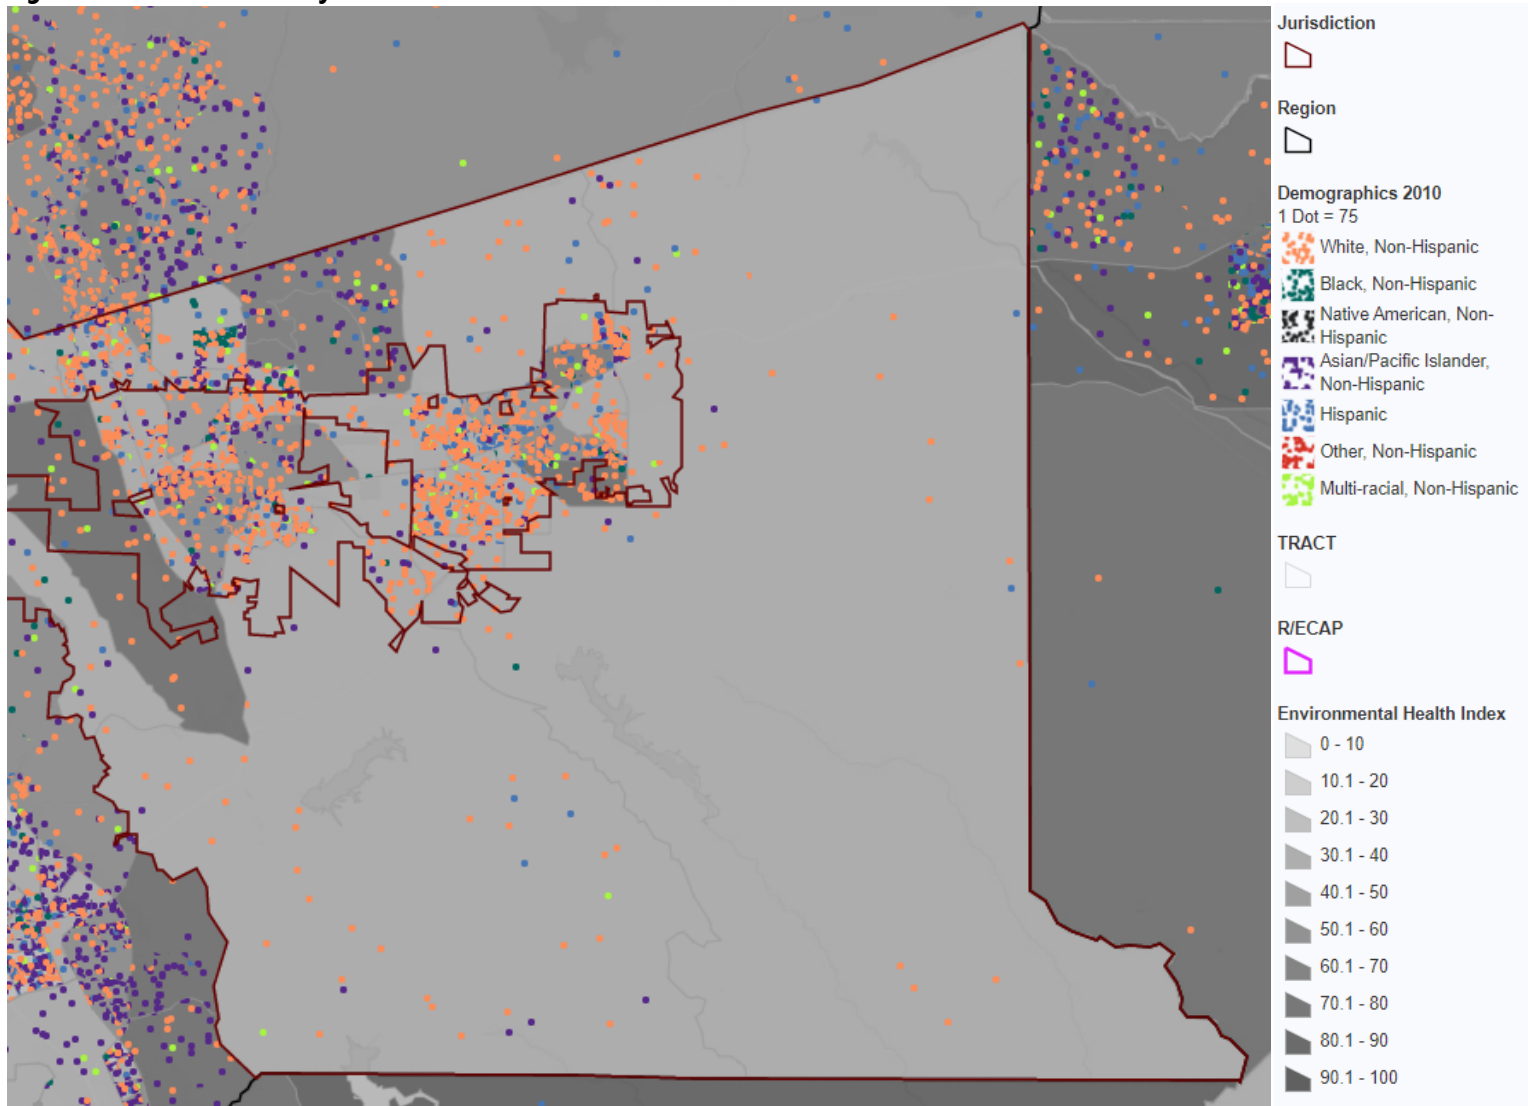 Jurisdiction
Region
Demographics 2010
1 Dot = 75
White, Non-Hispanic
Black, Non-Hispanic
Native American, Non-
Hispanic
Asian/Pacific Islander,
Non-Hispanic
Hispanic
Other, Non-Hispanic
Multi-racial, Non-Hispanic
TRACT
R/ECAP
Environmental Health Index
0 - 10
10.1 - 20
20.1 - 30
30.1 - 40
40.1 - 50
50.1 - 60
60.1 - 70
70.1 - 80
80.1 - 90
90.1 - 100